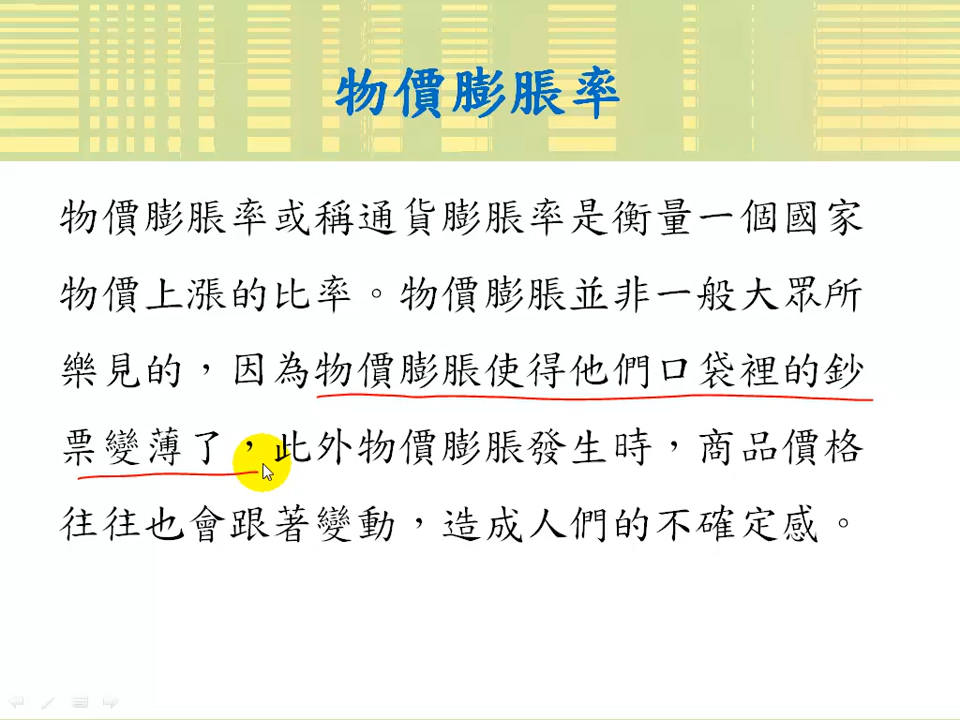 物價膨脹率
物價膨脹率或稱通貨膨脹率是衡量一個國家
物價上漲的比率。物價膨脹並非一般大眾所
樂見的，因為物價膨脹使得他們口袋裡的鈔
票變薄了，此外物價膨脹發生時，商品價格
往往也會跟著變動，造成人們的不確定感。